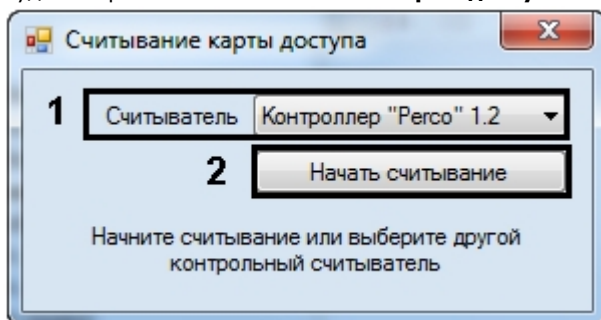 Считывание карты доступа
1 Считыватель Контроллер "Perco" 1.2
2 Начать считывание
Начните считывание или выберите другой
контрольный считыватель